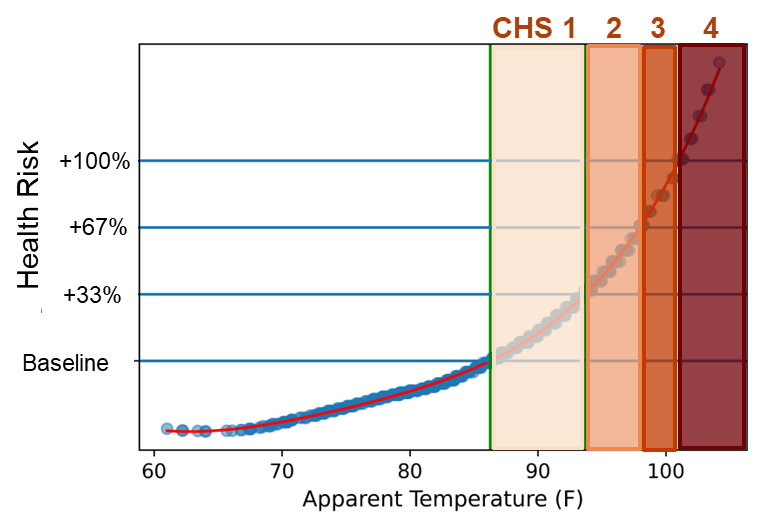 CHS 1 2 3 4
Health Risk
+100%
+67%
+33%
Baseline
60 70 80 90 100
Apparent Temperature (F)